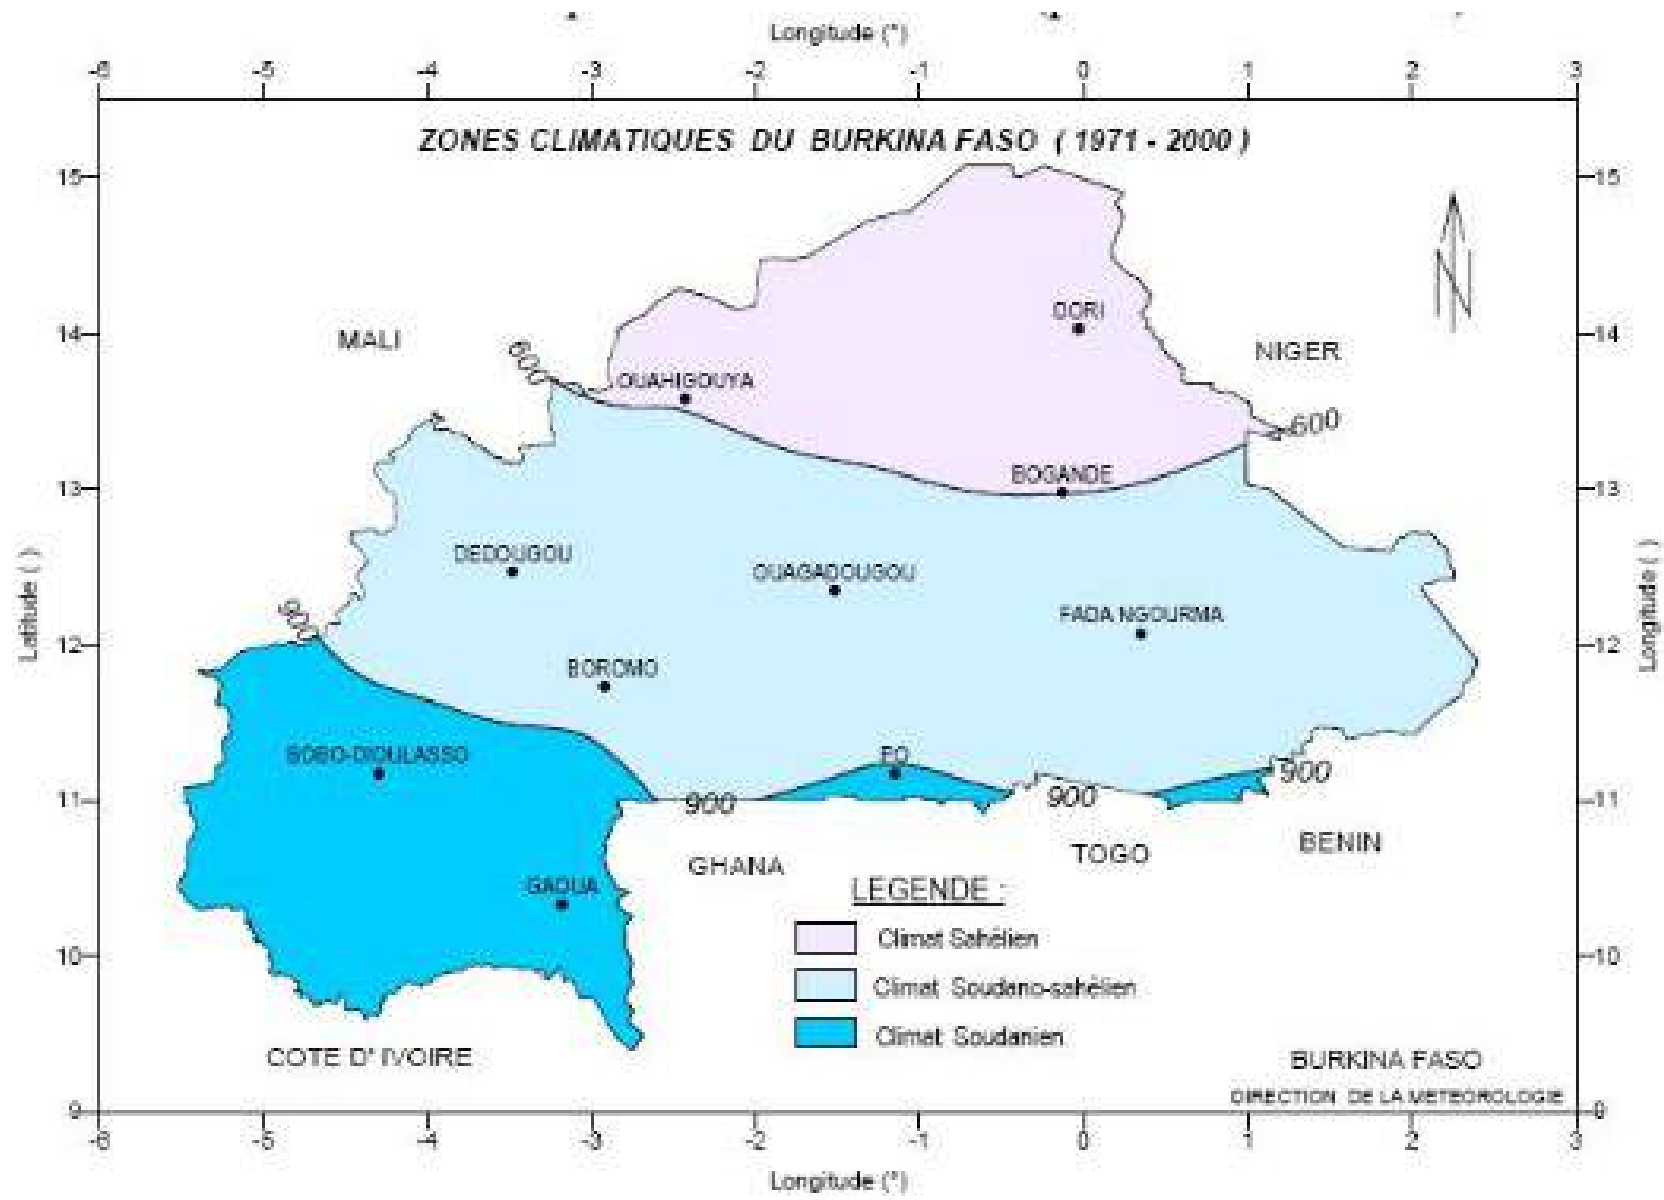 Longitude (°)
-6 -5 -4 -3 -2 -1 0 1 2 3
ZONES CLIMATIQUES DU BURKINA FASO ( 1971 - 2000 )
15 15
DORI
14 14
MALI
NIGER
600
OUAHIGOUYA
600
BOGANDE
13 13
DEDOUGOU
OUAGADOUGOU
Latitude ( )
Longitude ( )
FADA NGOURMA
900
12 12
BOROMO
BOBO-DIOULASSO
PO
900
11 11
900
900
BENIN
TOGO
GHANA
GAOUA
LEGENDE :
Climat Sahélien
10 10
Climat Soudano-sahélien
Climat Soudanien
COTE D' IVOIRE
BURKINA FASO
DIRECTION DE LA METEOROLOGIE
9 9
-6 -5 -4 -3 -2 -1 0 1 2 3
Longitude (°)